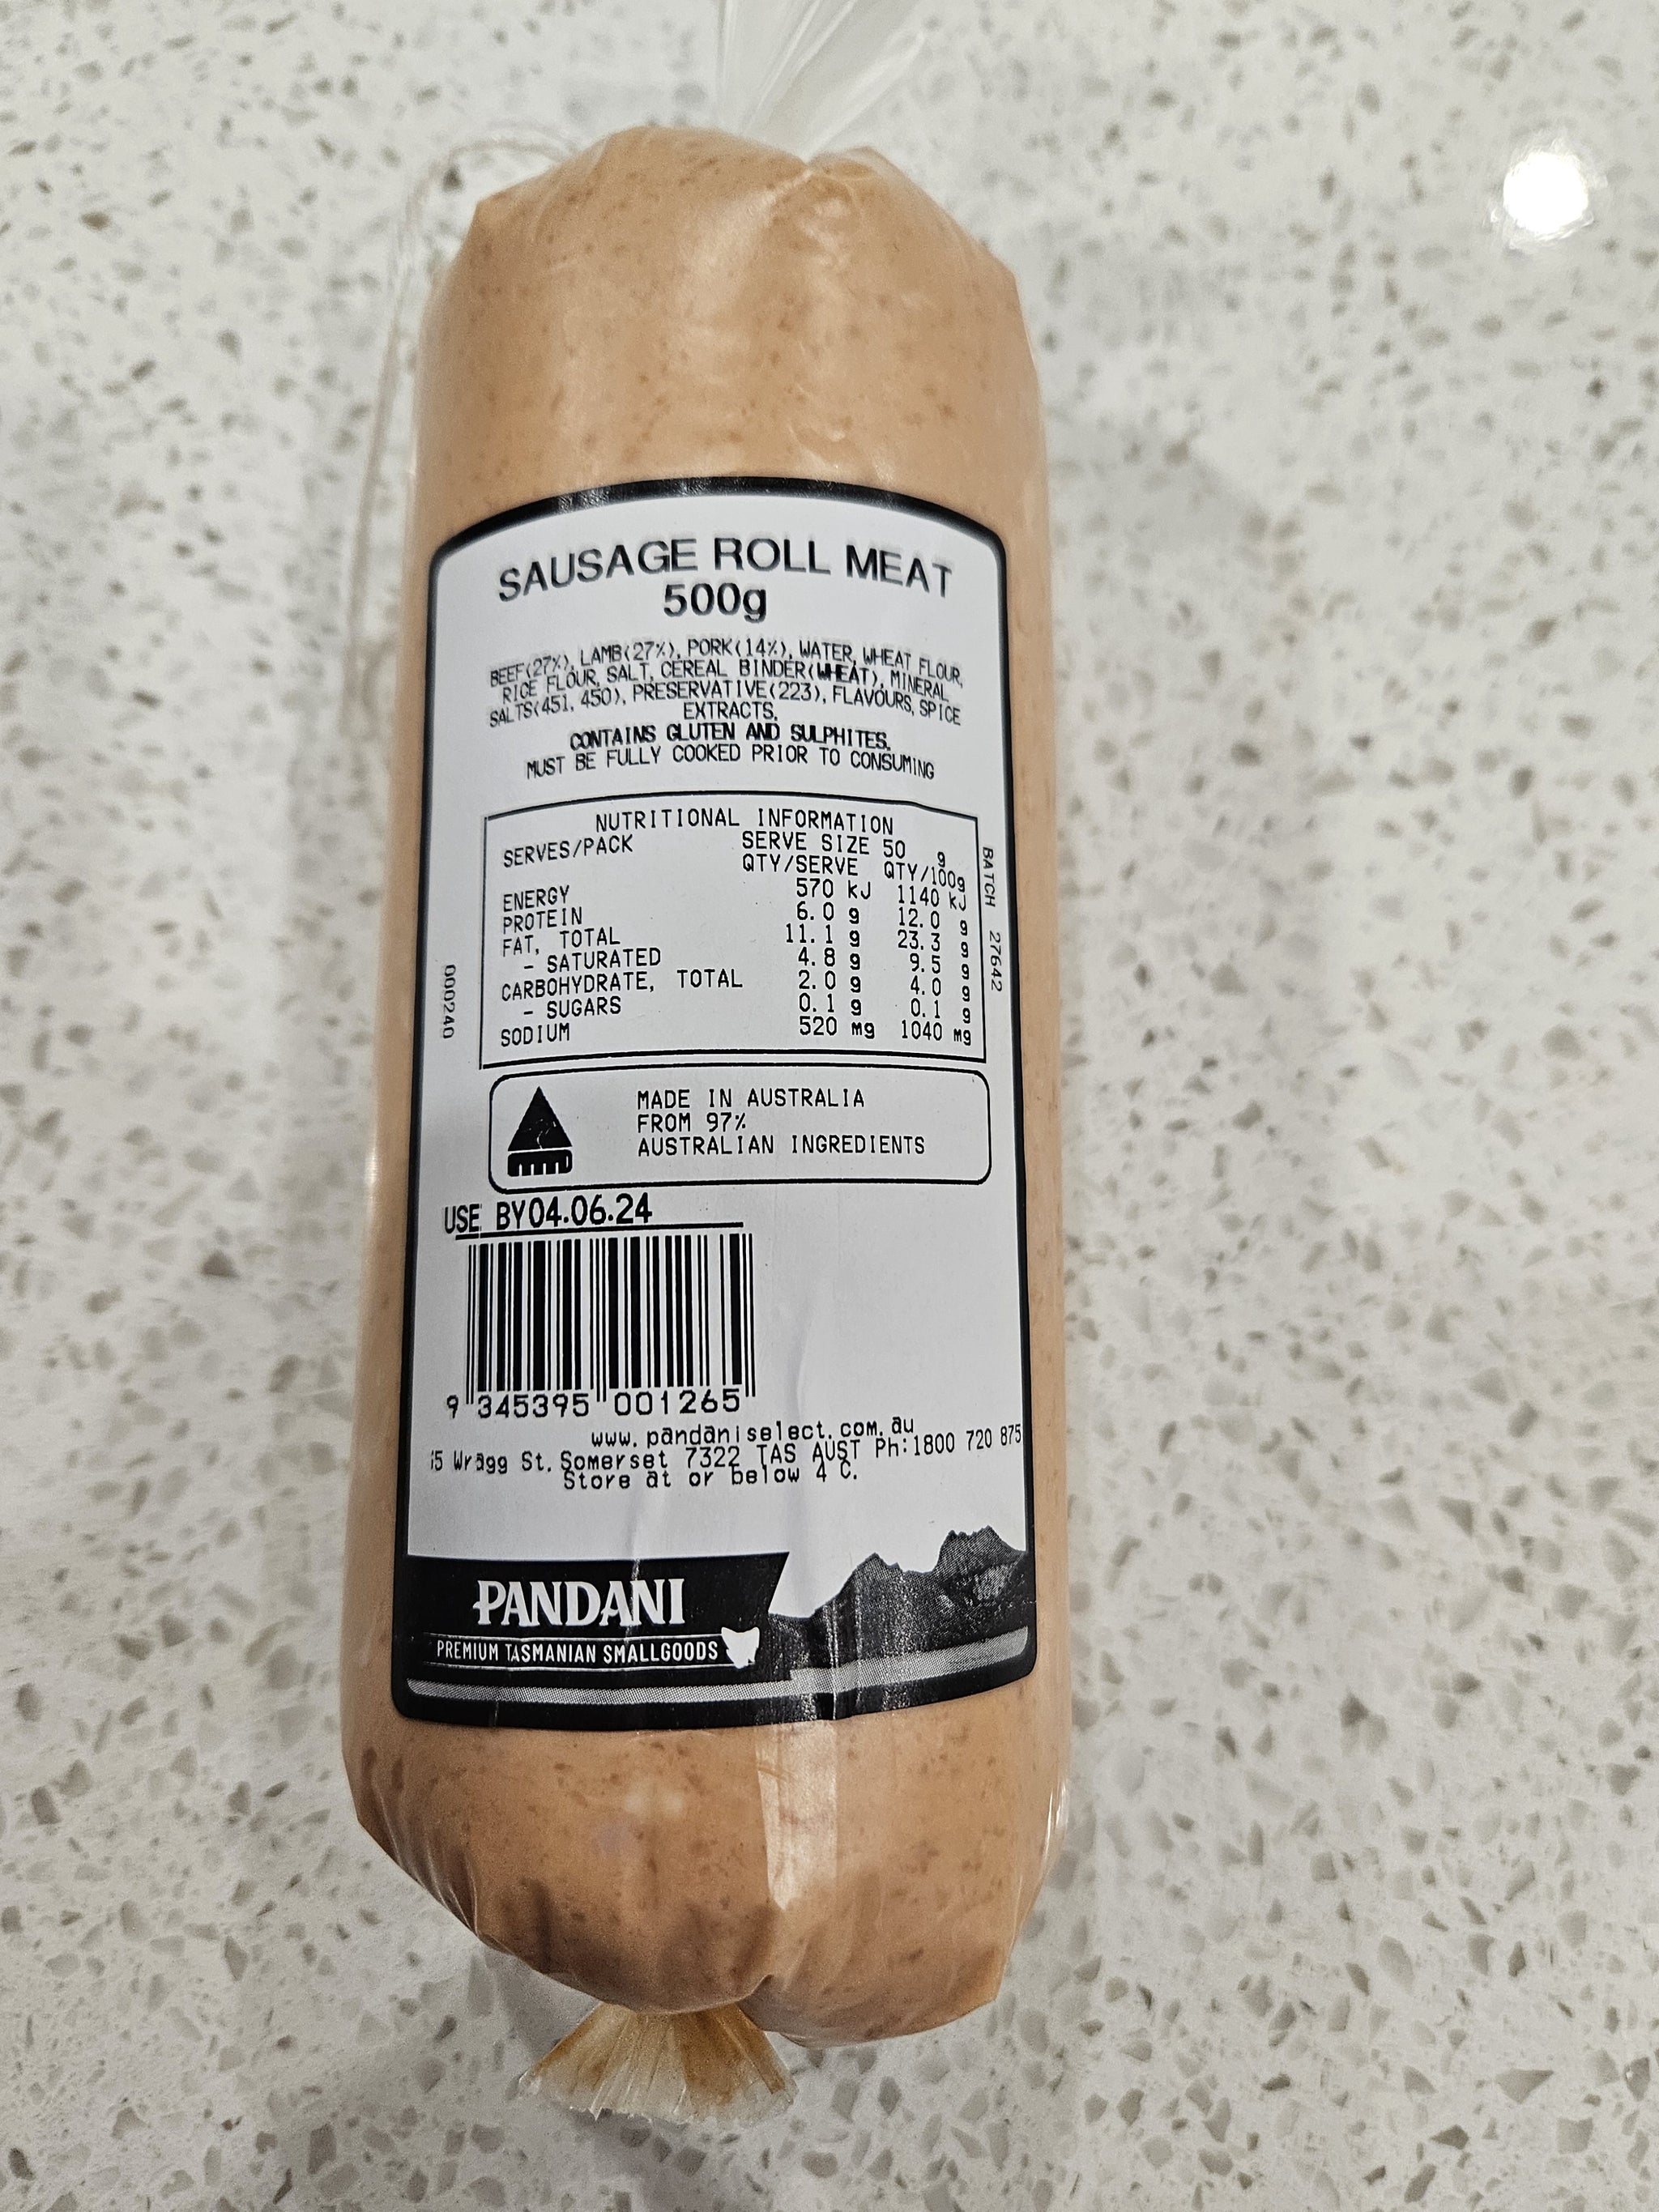 SAUSAGE ROLL MEAT
500g
BEEF(27%), LAMB(27%), PORK(14%), WATER, WHEAT FLOUR,
RICE FLOUR, SALT, CEREAL BINDER(WHEAT), MINERAL
SALTS(451, 450), PRESERVATIVE(223), FLAVOURS, SPICE
EXTRACTS.
CONTAINS GLUTEN AND SULPHITES.
MUST BE FULLY COOKED PRIOR TO CONSUMING
NUTRITIONAL INFORMATION
SERVES/PACK SERVE SIZE 50 g
QTY/SERVE QTY/100g
ENERGY 570 kJ 1140 kJ
PROTEIN 6.0 g 12.0 g
FAT, TOTAL 11.1 g 23.3 g
- SATURATED 4.8 g 9.5 g
CARBOHYDRATE, TOTAL 2.0 g 4.0 g
- SUGARS 0.1 g 0.1 g
SODIUM 520 mg 1040 mg
BATCH 27642
000240
MADE IN AUSTRALIA
FROM 97%
AUSTRALIAN INGREDIENTS
USE BY 04.06.24
9 345395 001265
www.pandaniselect.com.au
5 Wragg St. Somerset 7322 TAS AUST Ph:1800 720 875
Store at or below 4 C.
PANDANI
PREMIUM TASMANIAN SMALLGOODS